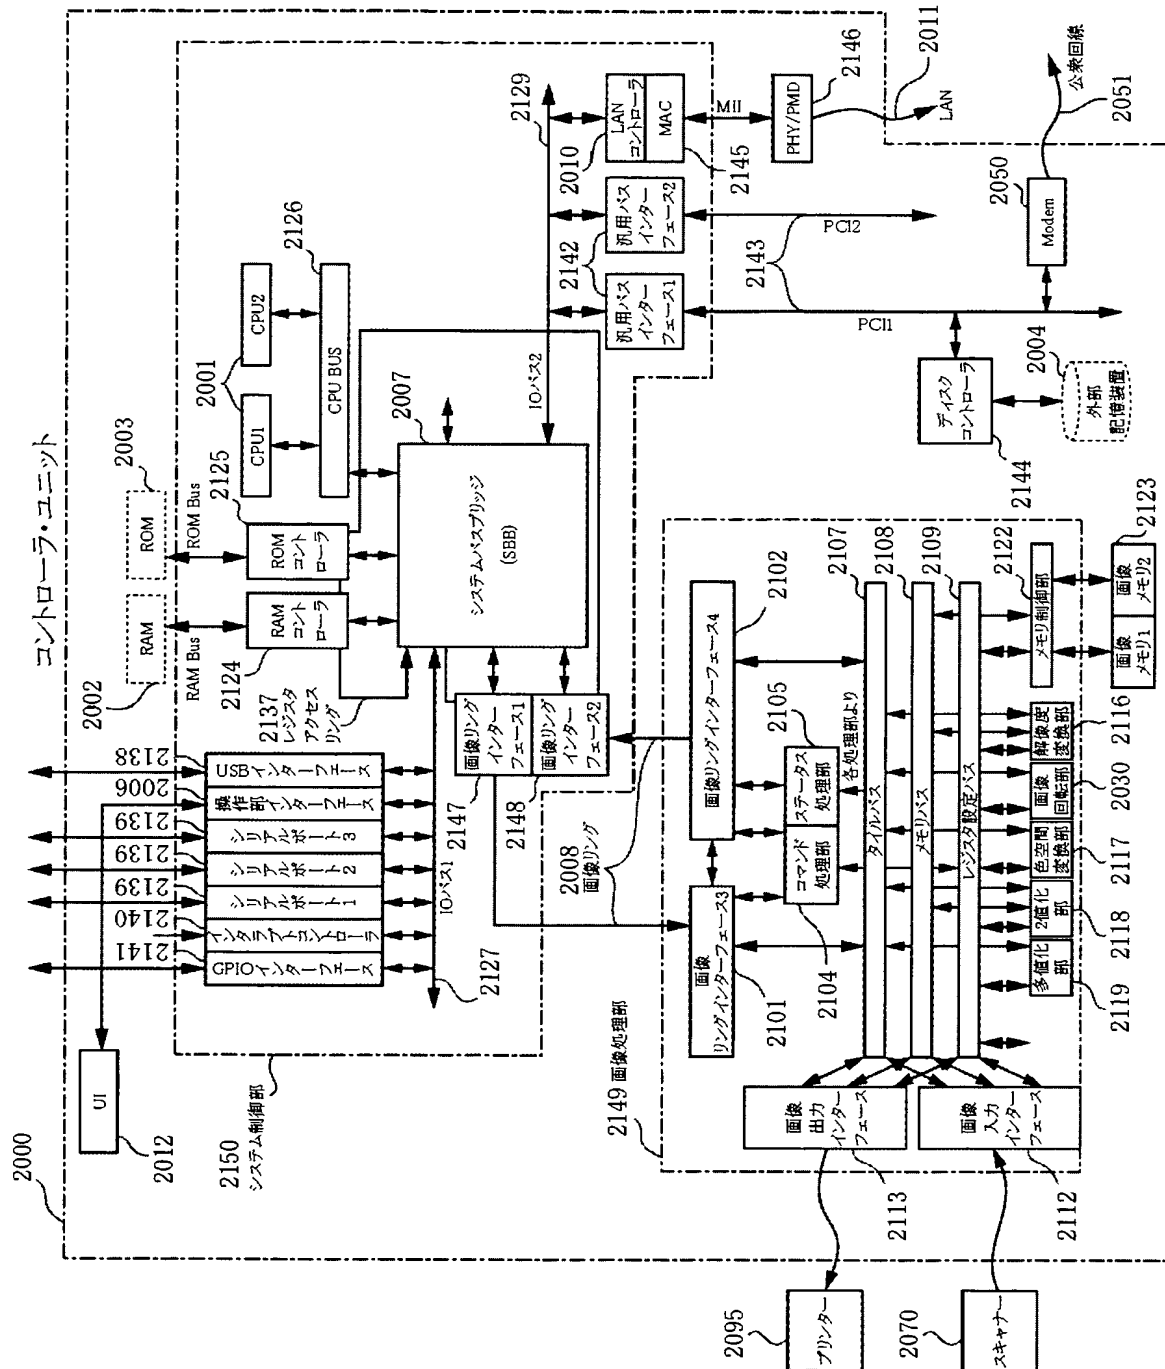 コントローラ・ユニット
2000
UI
2012
2150
システム制御部
2141
2140
2139
2139
2139
2006
2138
GPIOインターフェース
インタラプトコントローラ
シリアルポート1
シリアルポート2
シリアルポート3
操作部インターフェース
USBインターフェース
IOバス1
2127
2002
RAM
RAM Bus
2003
ROM
ROM Bus
2124
RAM
コント
ローラ
2125
ROM
コント
ローラ
2137
レジスタ
アクセス
リング
2001
CPU1
CPU2
CPU BUS
2126
2007
システムバスブリッジ
(SBB)
2147
画像リング
インター
フェース1
2148
画像リング
インター
フェース2
IOバス2
2129
2142
汎用バス
インター
フェース1
汎用バス
インター
フェース2
2010
LAN
コントローラ
MAC
2145
MII
PHY/PMD
2146
2011
LAN
2143
PCI1
PCI2
Modem
2050
公衆回線
2051
ディスク
コントローラ
2144
2004
外部
記憶装置
2008
画像リング
2149 画像処理部
画像
リングインターフェース3
2101
画像リングインターフェース4
2102
コマンド
処理部
2104
ステータス
処理部
2105
各処理部より
タイルバス
2107
メモリバス
2108
レジスタ設定バス
2109
2122
メモリ制御部
画像
メモリ1
画像
メモリ2
2123
多値化
部
2119
2値化
部
2118
色空間
変換部
2117
画像
回転部
2030
解像度
変換部
2116
画像
出力
インター
フェース
2113
画像
入力
インター
フェース
2112
2095
プリンター
2070
スキャナー